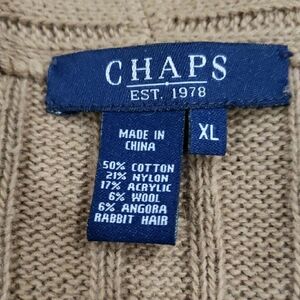 CHAPS
EST. 1978
MADE IN
CHINA
XL
50% COTTON
21% NYLON
17% ACRYLIC
6% WOOL
6% ANGORA
RABBIT HAIR